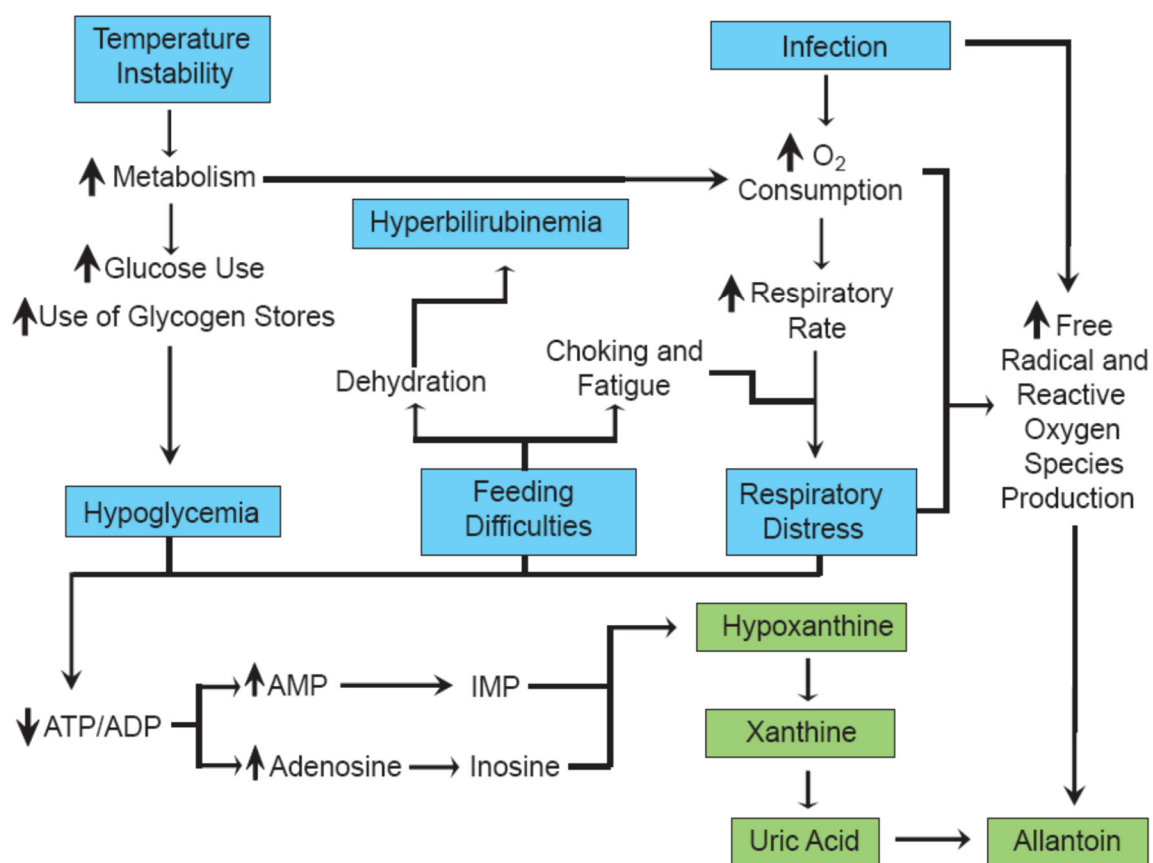 Temperature
Instability
Infection
Metabolism
O₂
Consumption
Hyperbilirubinemia
Glucose Use
Use of Glycogen Stores
Respiratory
Rate
Free
Radical and
Reactive
Oxygen
Species
Production
Dehydration
Choking and
Fatigue
Hypoglycemia
Feeding
Difficulties
Respiratory
Distress
Hypoxanthine
AMP
IMP
ATP/ADP
Xanthine
Adenosine
Inosine
Uric Acid
Allantoin